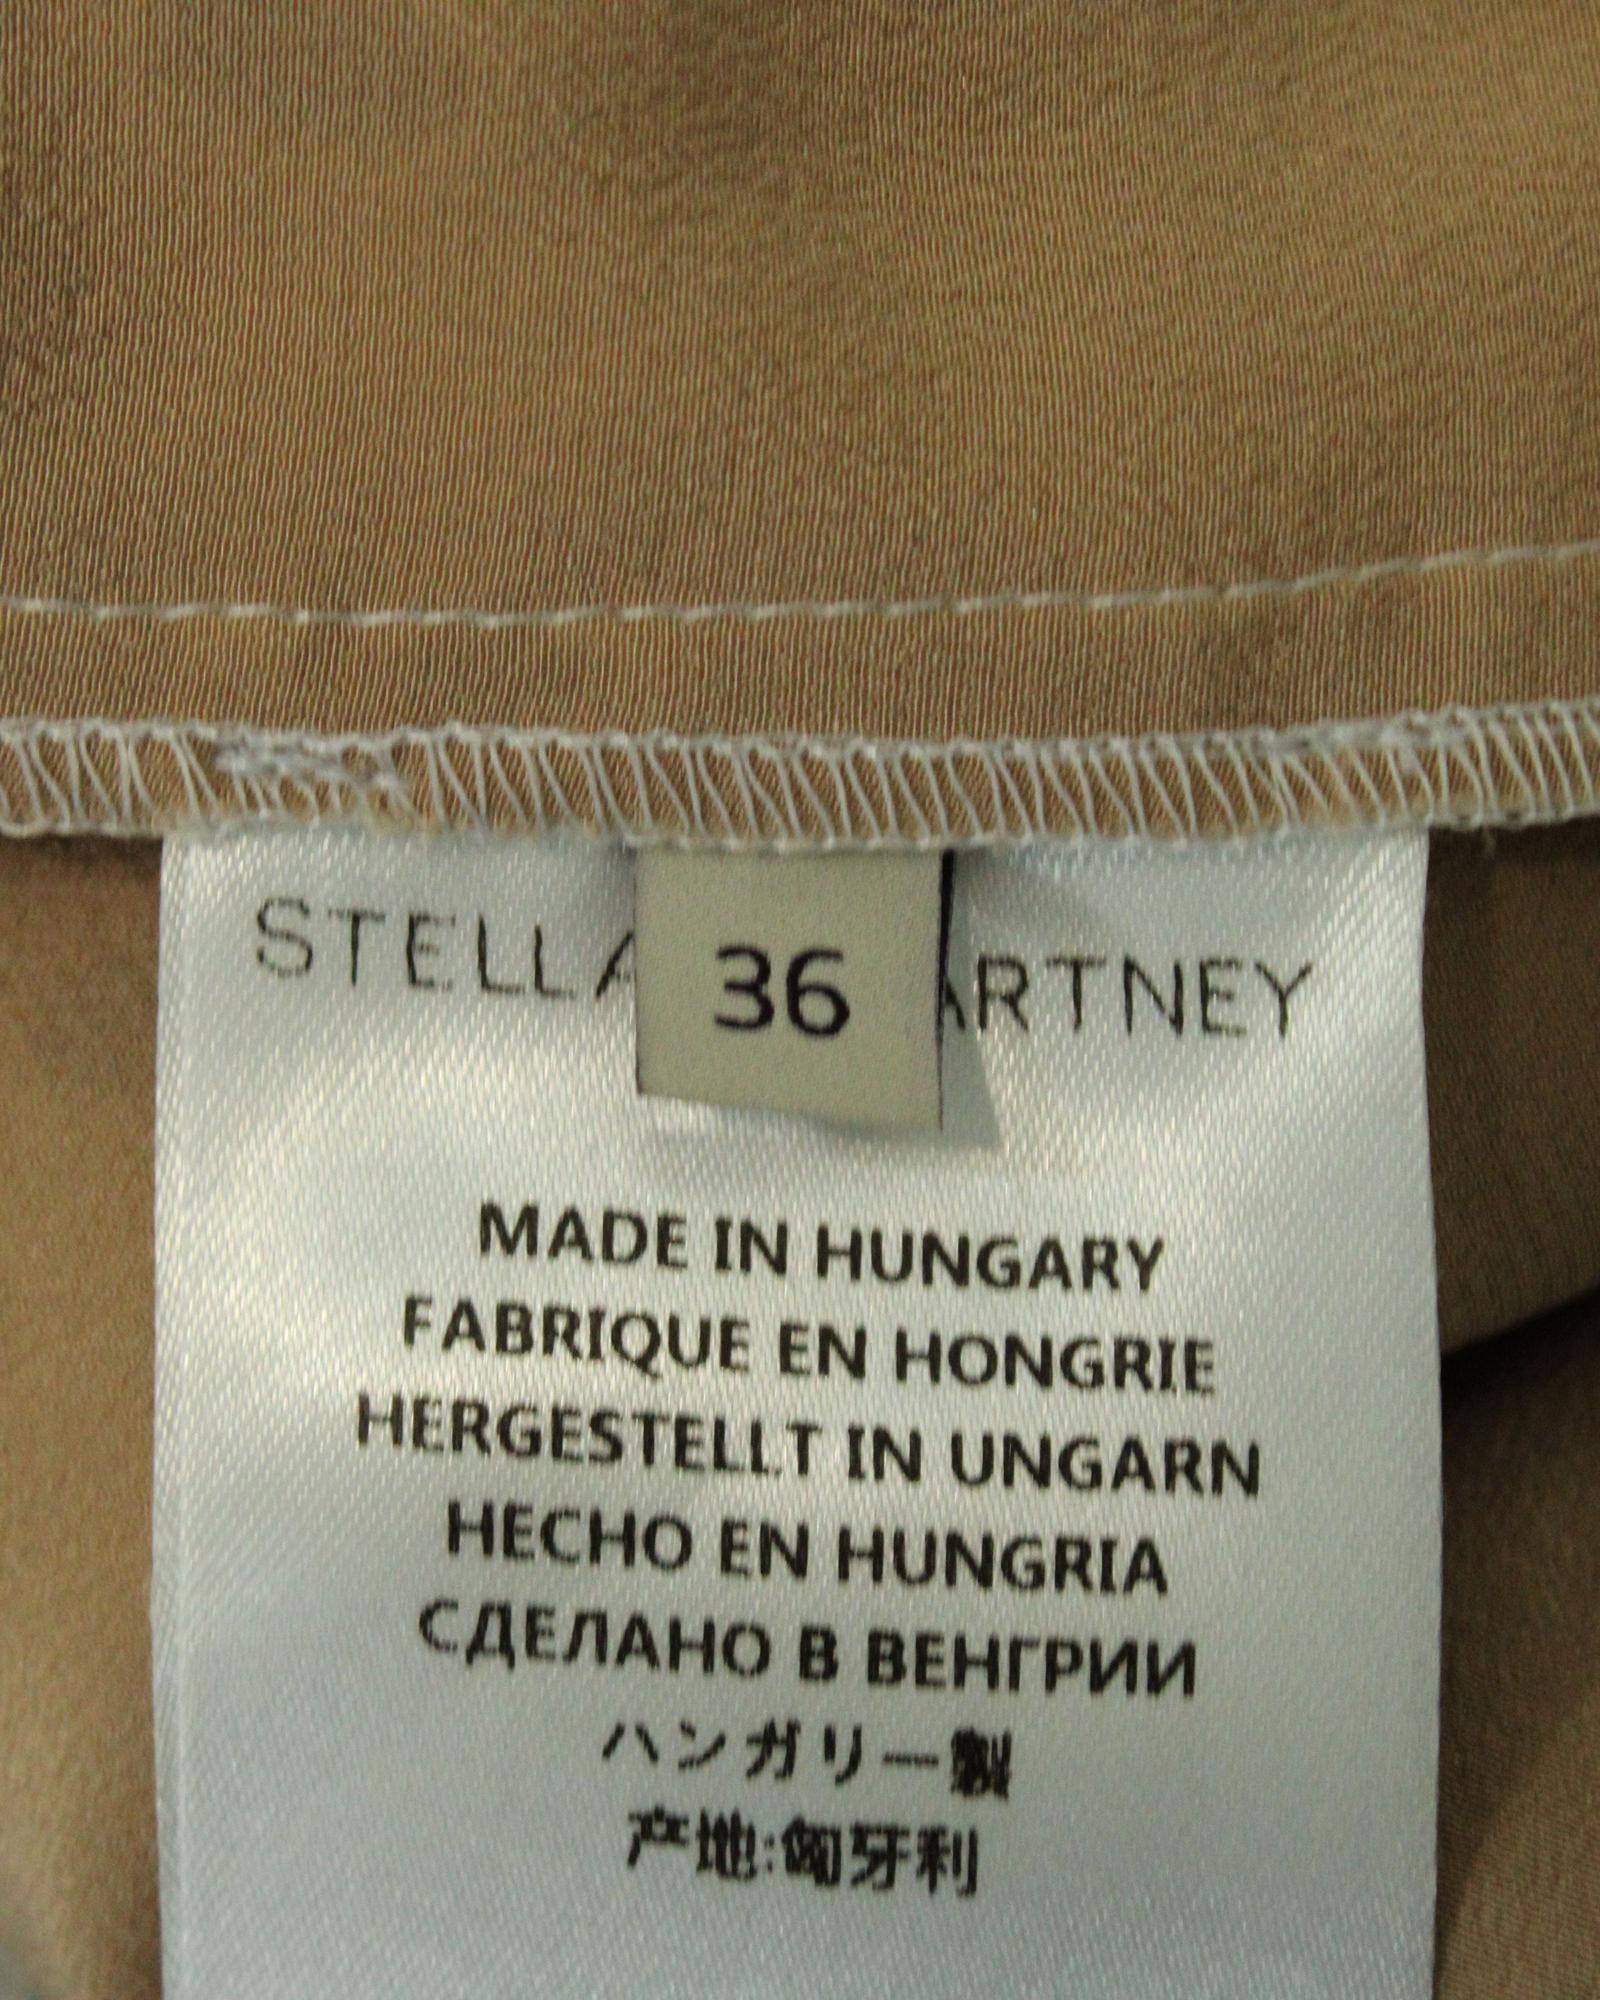 STELLA
ARTNEY
36
MADE IN HUNGARY
FABRIQUE EN HONGRIE
HERGESTELLT IN UNGARN
HECHO EN HUNGRIA
СДЕЛАНО В ВЕНГРИИ
ハンガリー製
产地:匈牙利